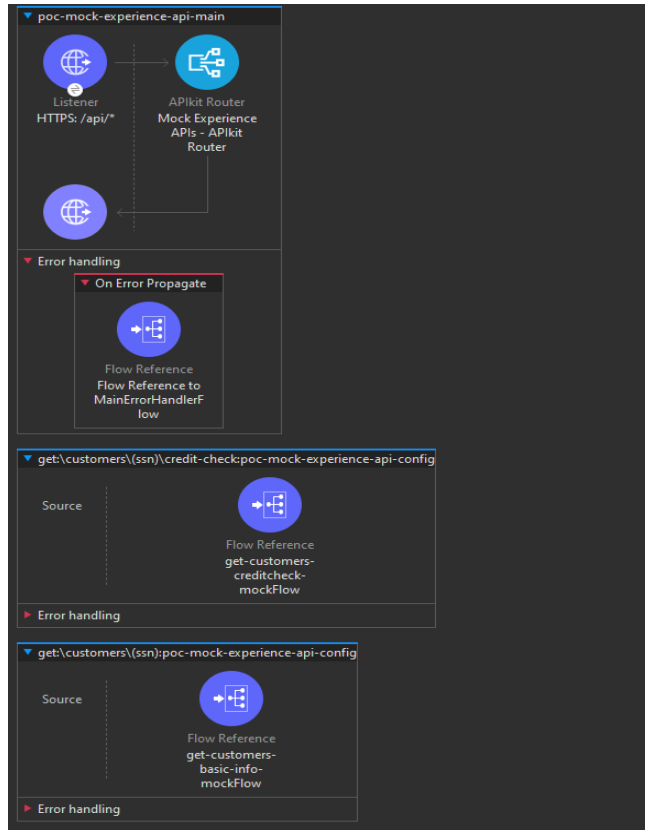 poc-mock-experience-api-main
Listener
HTTPS: /api/*
APIkit Router
Mock Experience
APIs - APIkit
Router
Error handling
On Error Propagate
Flow Reference
Flow Reference to
MainErrorHandlerF
low
get:\customers\(ssn)\credit-check:poc-mock-experience-api-config
Source
Flow Reference
get-customers-
creditcheck-
mockFlow
Error handling
get:\customers\(ssn):poc-mock-experience-api-config
Source
Flow Reference
get-customers-
basic-info-
mockFlow
Error handling